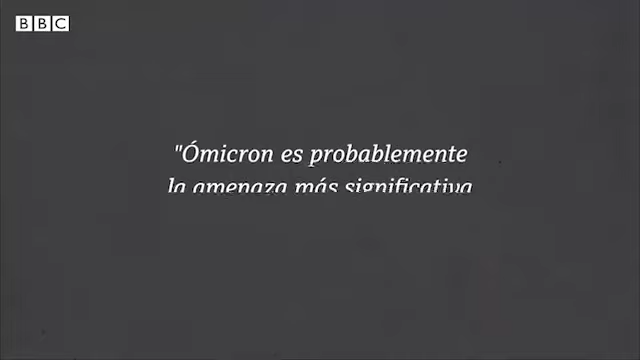 BBC
"Ómicron es probablemente
la amenaza más significativa